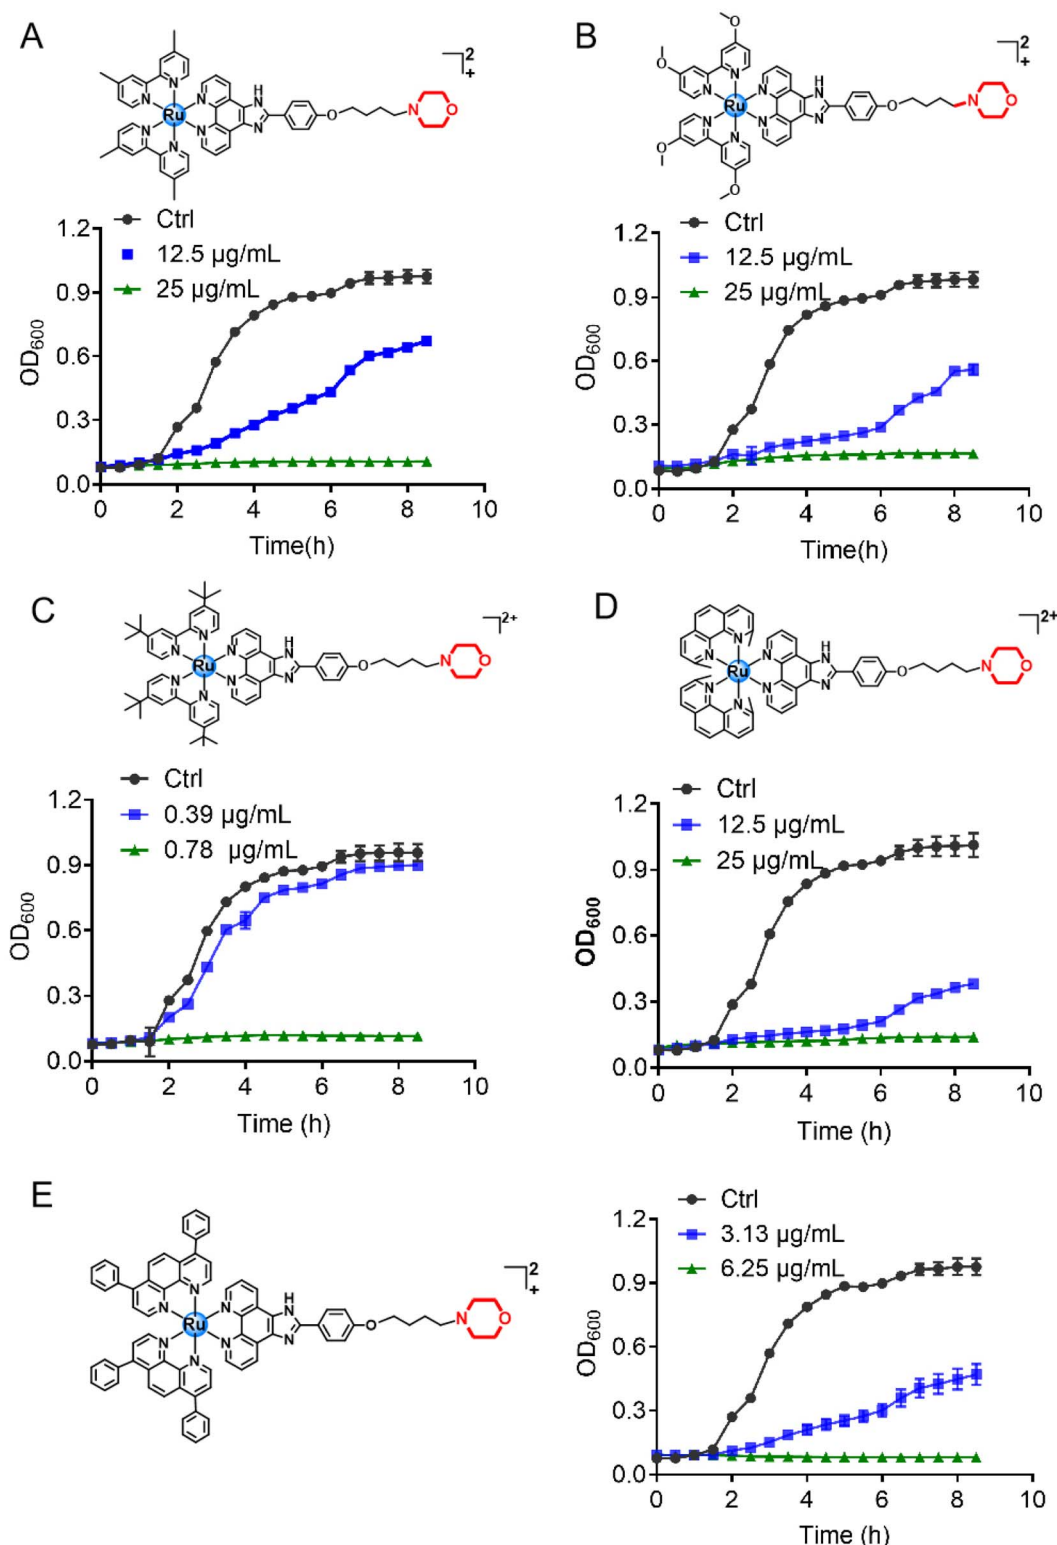 A
2
+
N
N
N
N
N
N
Ru
H
N
N
O
N
O
Ctrl
12.5 µg/mL
25 µg/mL
1.2
0.9
0.6
0.3
0.0
OD600
0 2 4 6 8 10
Time(h)
B
2
+
O
O
O
O
N
N
N
N
N
N
Ru
H
N
N
O
N
O
Ctrl
12.5 µg/mL
25 µg/mL
1.2
0.9
0.6
0.3
0.0
OD600
0 2 4 6 8 10
Time(h)
C
2+
N
N
N
N
N
N
Ru
H
N
N
O
N
O
Ctrl
0.39 µg/mL
0.78 µg/mL
1.2
0.9
0.6
0.3
0.0
OD600
0 2 4 6 8 10
Time (h)
D
2+
N
N
N
N
N
N
Ru
H
N
N
O
N
O
Ctrl
12.5 µg/mL
25 µg/mL
1.2
0.9
0.6
0.3
0.0
OD600
0 2 4 6 8 10
Time (h)
E
2
+
N
N
N
N
N
N
Ru
H
N
N
O
N
O
Ctrl
3.13 µg/mL
6.25 µg/mL
1.2
0.9
0.6
0.3
0.0
OD600
0 2 4 6 8 10
Time (h)